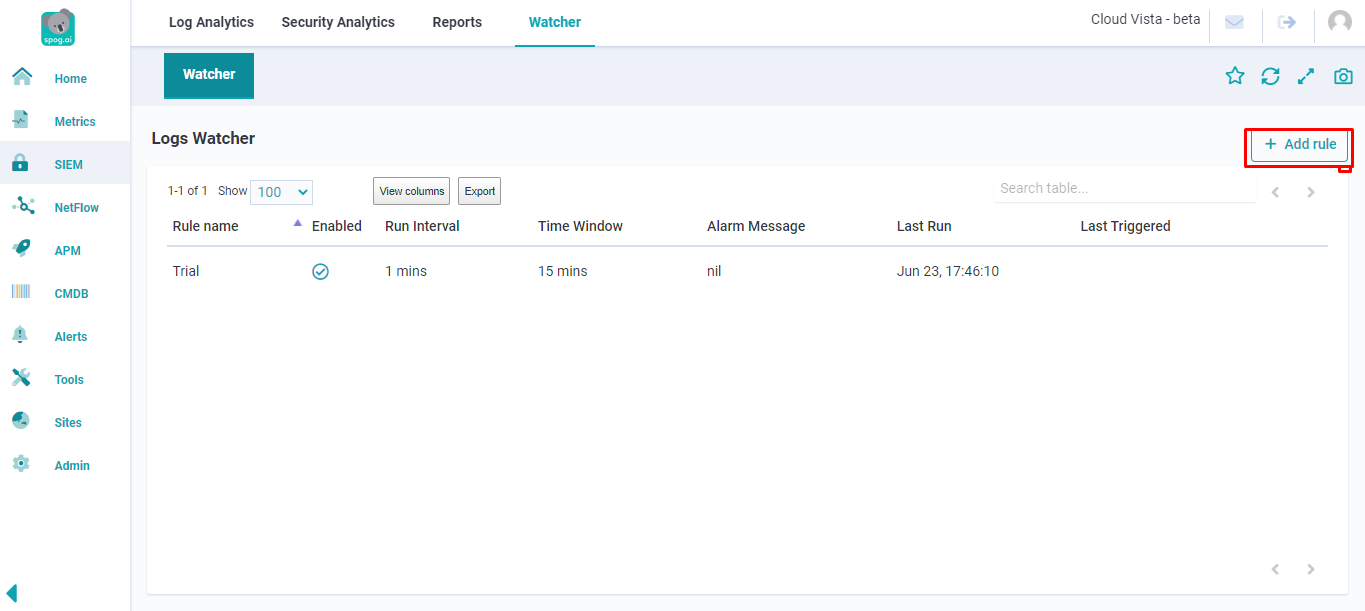 spog.ai
Log Analytics Security Analytics Reports Watcher
Cloud Vista - beta
Home
Metrics
SIEM
NetFlow
APM
CMDB
Alerts
Tools
Sites
Admin
Watcher
Logs Watcher
+ Add rule
1-1 of 1 Show 100 View columns Export Search table...
Rule name Enabled Run Interval Time Window Alarm Message Last Run Last Triggered
Trial 1 mins 15 mins nil Jun 23, 17:46:10